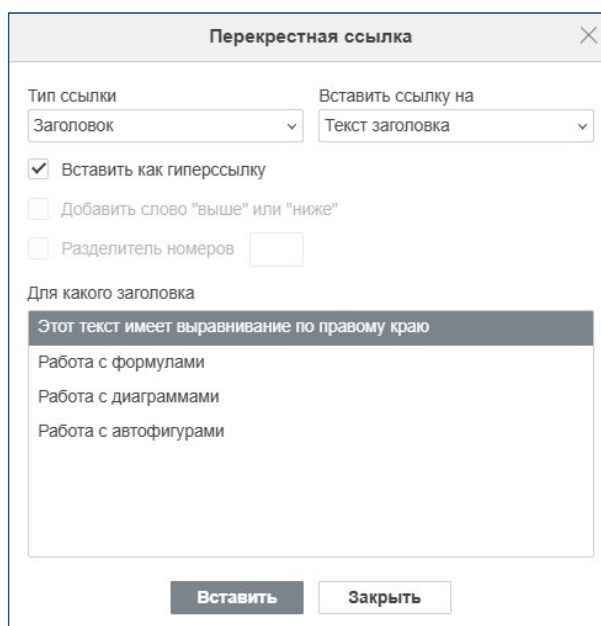 Перекрестная ссылка
Тип ссылки Вставить ссылку на
Заголовок Текст заголовка
Вставить как гиперссылку
Добавить слово "выше" или "ниже"
Разделитель номеров
Для какого заголовка
Этот текст имеет выравнивание по правому краю
Работа с формулами
Работа с диаграммами
Работа с автофигурами
Вставить Закрыть